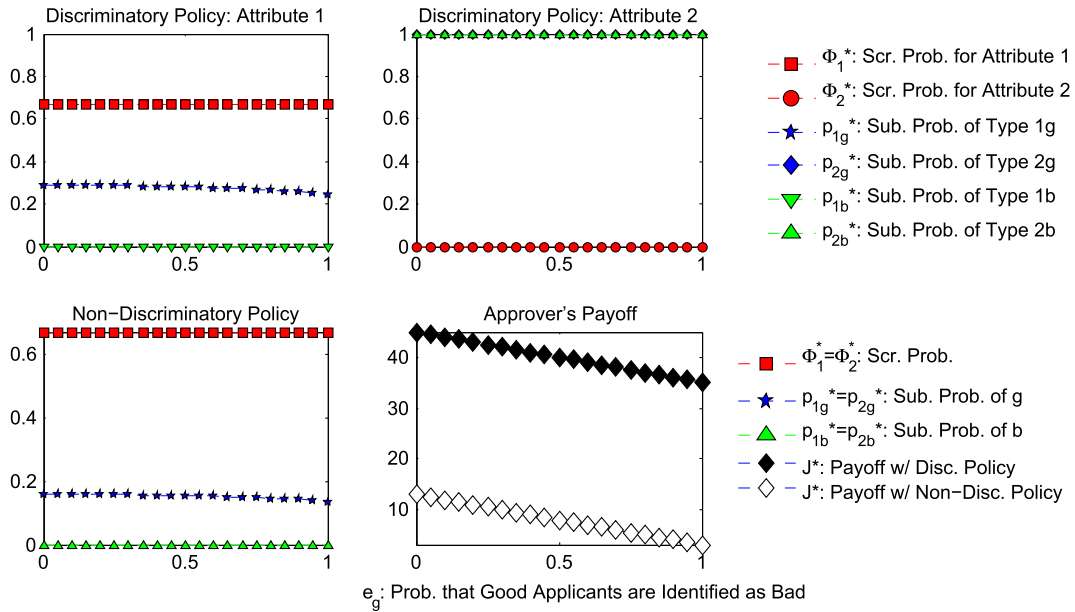 Discriminatory Policy: Attribute 1
1
0.8
0.6
0.4
0.2
0
0 0.5 1
Discriminatory Policy: Attribute 2
1
0.8
0.6
0.4
0.2
0
0 0.5 1
Φ1*: Scr. Prob. for Attribute 1
Φ2*: Scr. Prob. for Attribute 2
p1g*: Sub. Prob. of Type 1g
p2g*: Sub. Prob. of Type 2g
p1b*: Sub. Prob. of Type 1b
p2b*: Sub. Prob. of Type 2b
Non−Discriminatory Policy
0.6
0.4
0.2
0
0 0.5 1
Approver's Payoff
40
30
20
10
0 0.5 1
Φ1*=Φ2*: Scr. Prob.
p1g*=p2g*: Sub. Prob. of g
p1b*=p2b*: Sub. Prob. of b
J*: Payoff w/ Disc. Policy
J*: Payoff w/ Non−Disc. Policy
eg: Prob. that Good Applicants are Identified as Bad